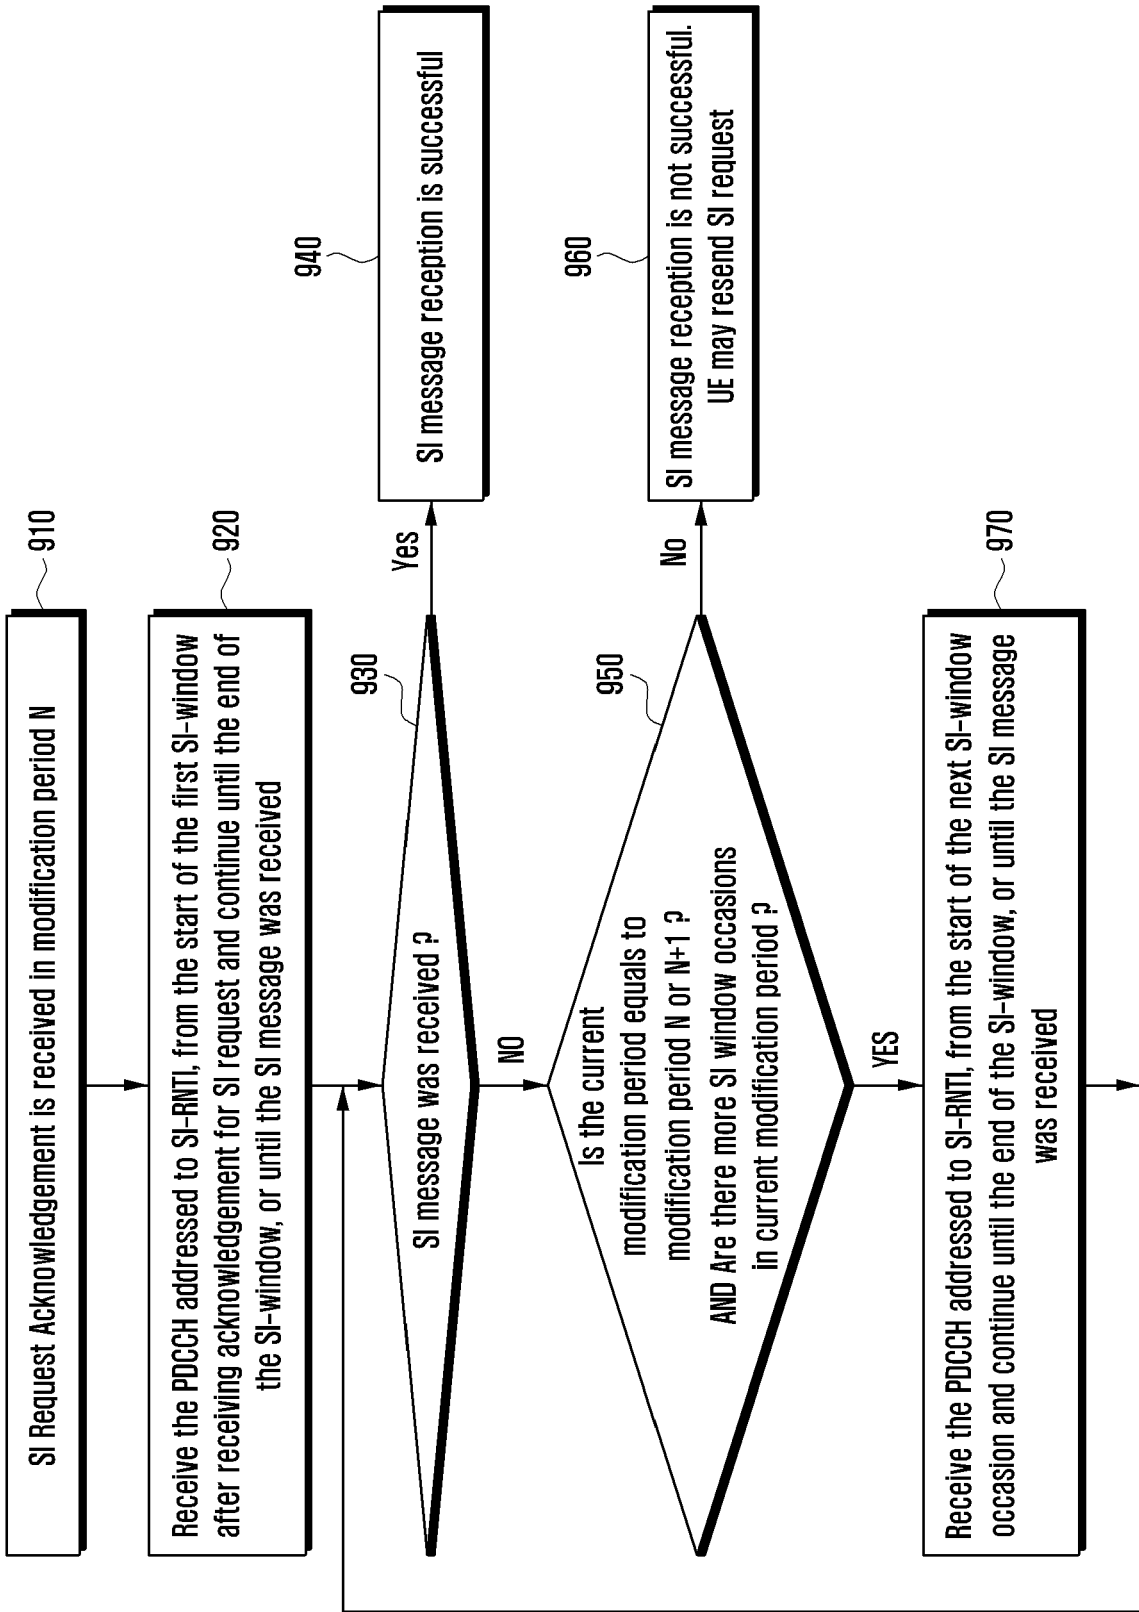 910
SI Request Acknowledgement is received in modification period N
920
Receive the PDCCH addressed to SI-RNTI, from the start of the first SI-window
after receiving acknowledgement for SI request and continue until the end of
the SI-window, or until the SI message was received
930
SI message was received ?
Yes
940
SI message reception is successful
NO
950
Is the current
modification period equals to
modification period N or N+1 ?
AND Are there more SI window occasions
in current modification period ?
No
960
SI message reception is not successful.
UE may resend SI request
YES
970
Receive the PDCCH addressed to SI-RNTI, from the start of the next SI-window
occasion and continue until the end of the SI-window, or until the SI message
was received